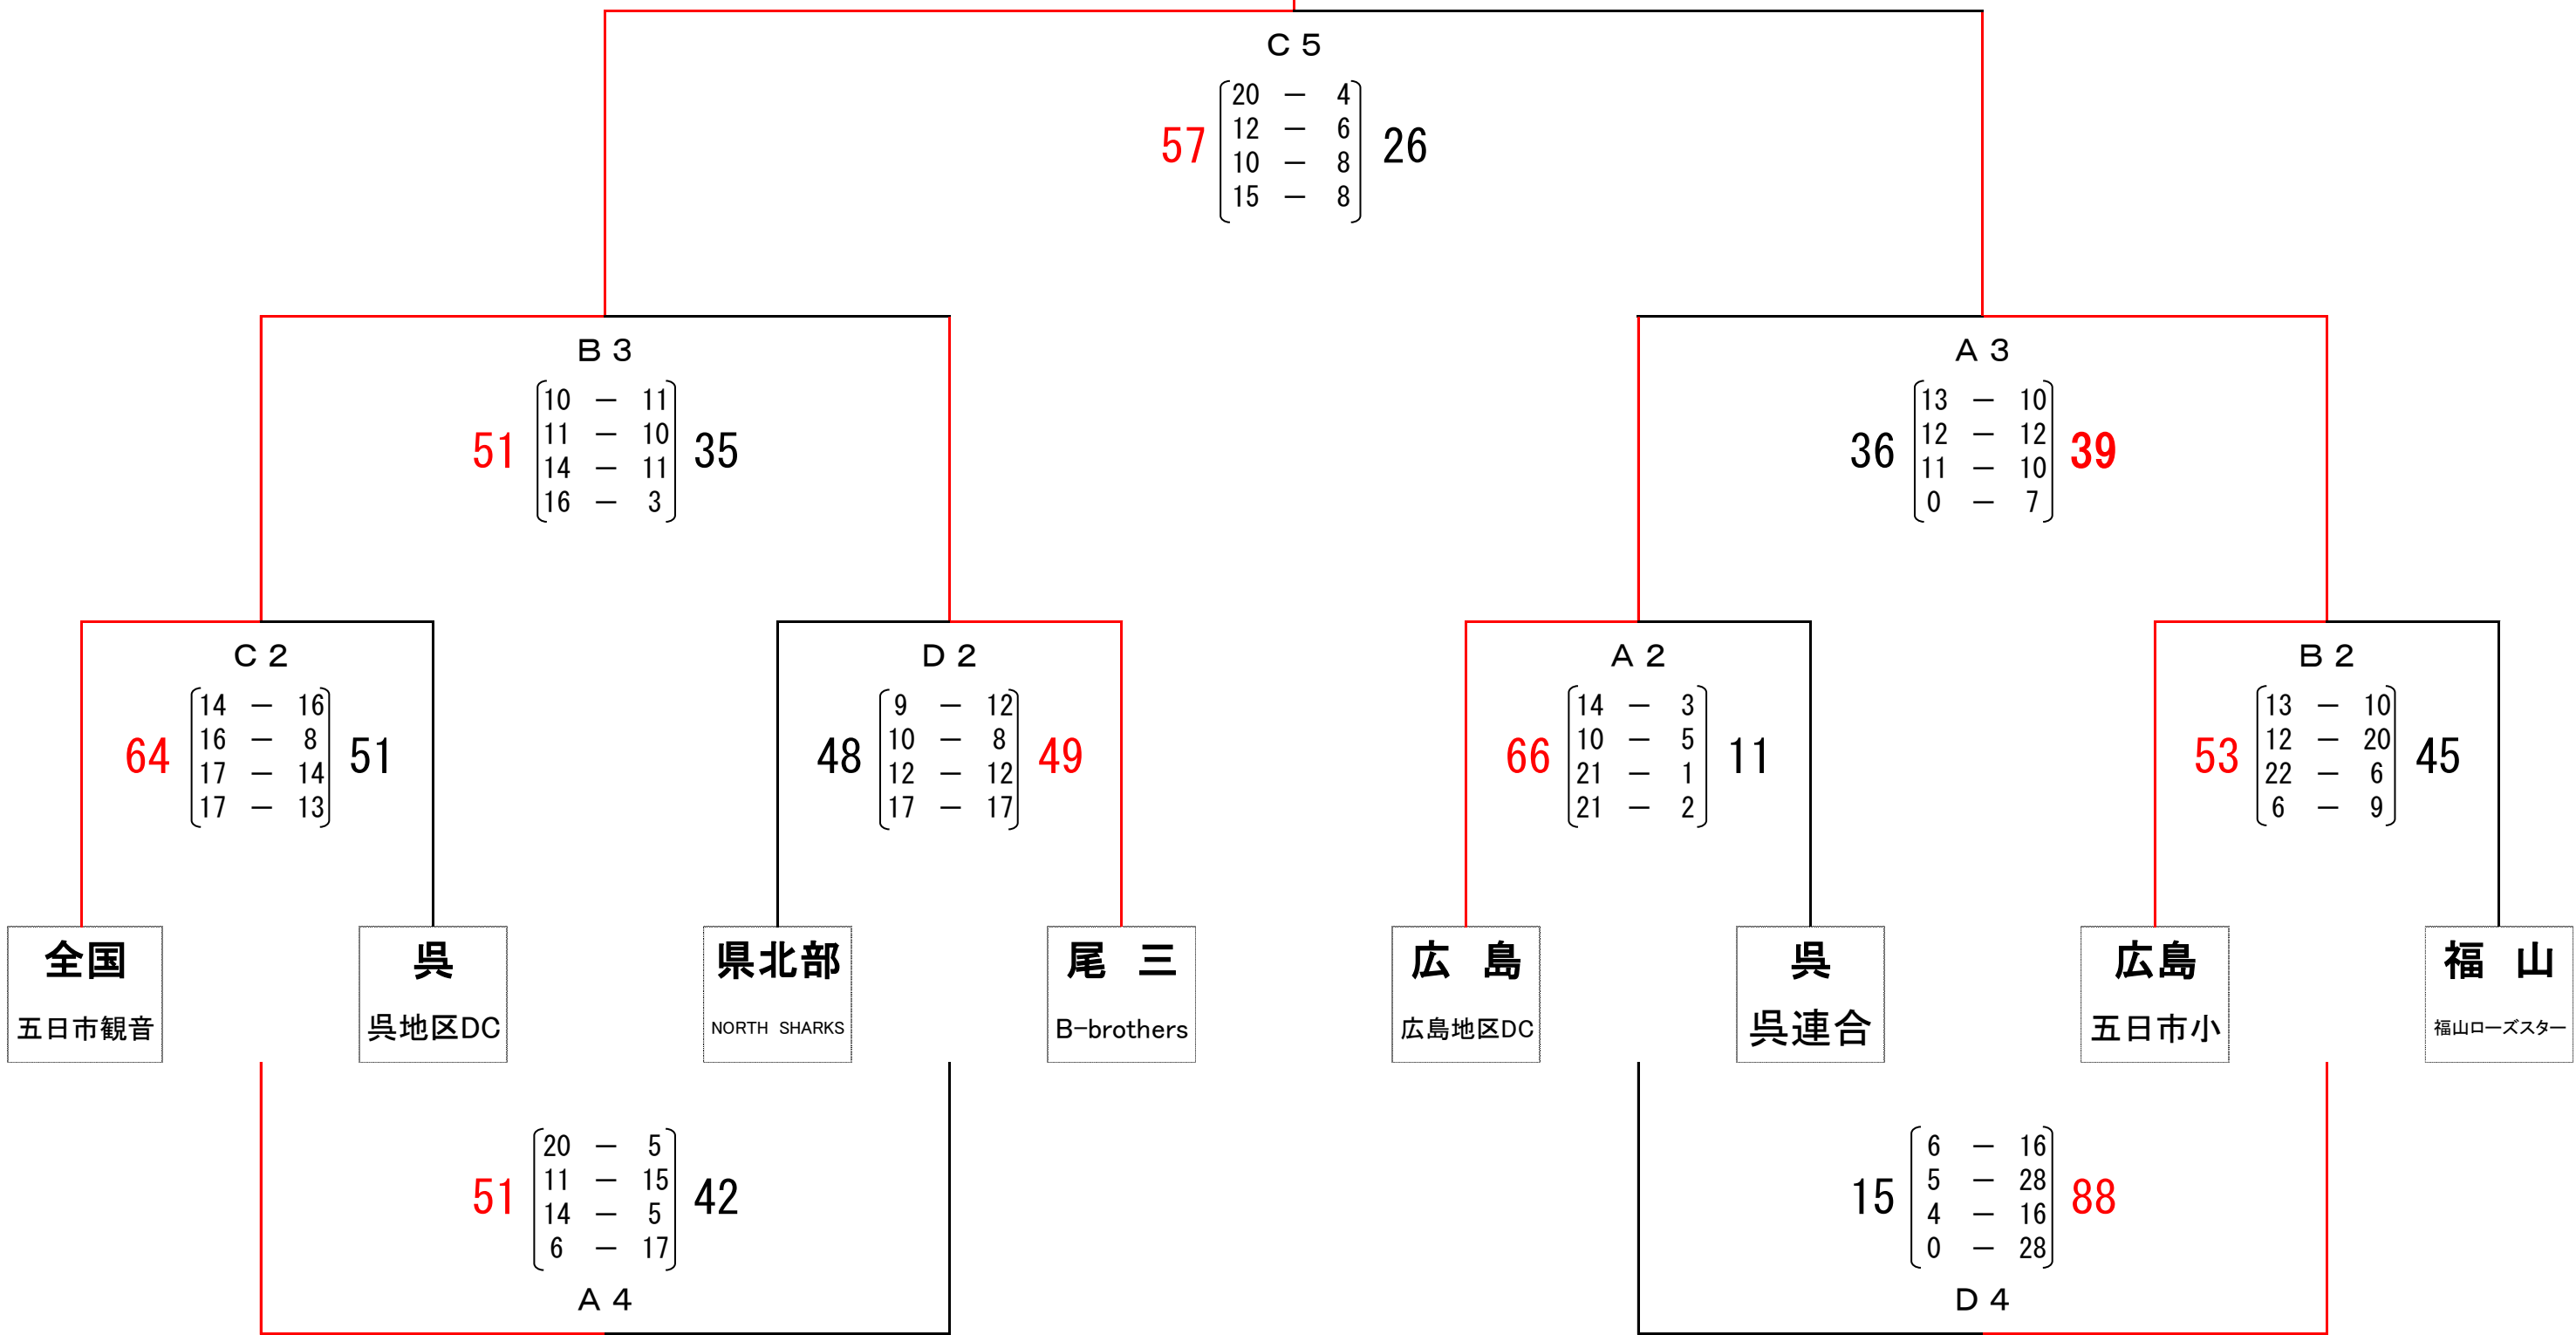 C 5
20 － 4
12 － 6
57 10 － 8 26
15 － 8
B 3
10 － 11
11 － 10
51 14 － 11 35
16 － 3
A 3
13 － 10
12 － 12
36 11 － 10 39
0 － 7
C 2
14 － 16
16 － 8
64 17 － 14 51
17 － 13
D 2
9 － 12
10 － 8
48 12 － 12 49
17 － 17
A 2
14 － 3
10 － 5
66 21 － 1 11
21 － 2
B 2
13 － 10
12 － 20
53 22 － 6 45
6 － 9
全国
五日市観音
呉
呉地区DC
県北部
NORTH SHARKS
尾 三
B-brothers
広 島
広島地区DC
呉
呉連合
広島
五日市小
福 山
福山ローズスター
20 － 5
11 － 15
51 14 － 5 42
6 － 17
A 4
6 － 16
5 － 28
15 4 － 16 88
0 － 28
D 4